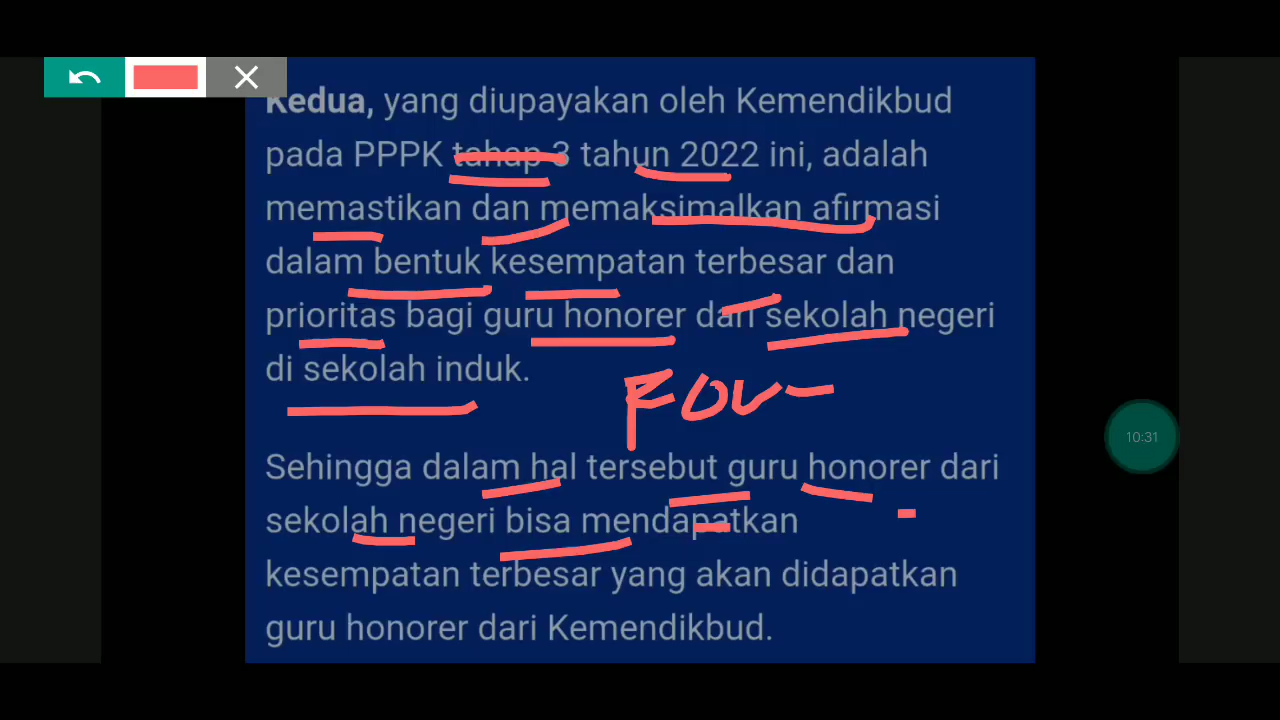 Kedua, yang diupayakan oleh Kemendikbud
pada PPPK tahap 3 tahun 2022 ini, adalah
memastikan dan memaksimalkan afirmasi
dalam bentuk kesempatan terbesar dan
prioritas bagi guru honorer dari sekolah negeri
di sekolah induk.
Sehingga dalam hal tersebut guru honorer dari
sekolah negeri bisa mendapatkan
kesempatan terbesar yang akan didapatkan
guru honorer dari Kemendikbud.
10:31